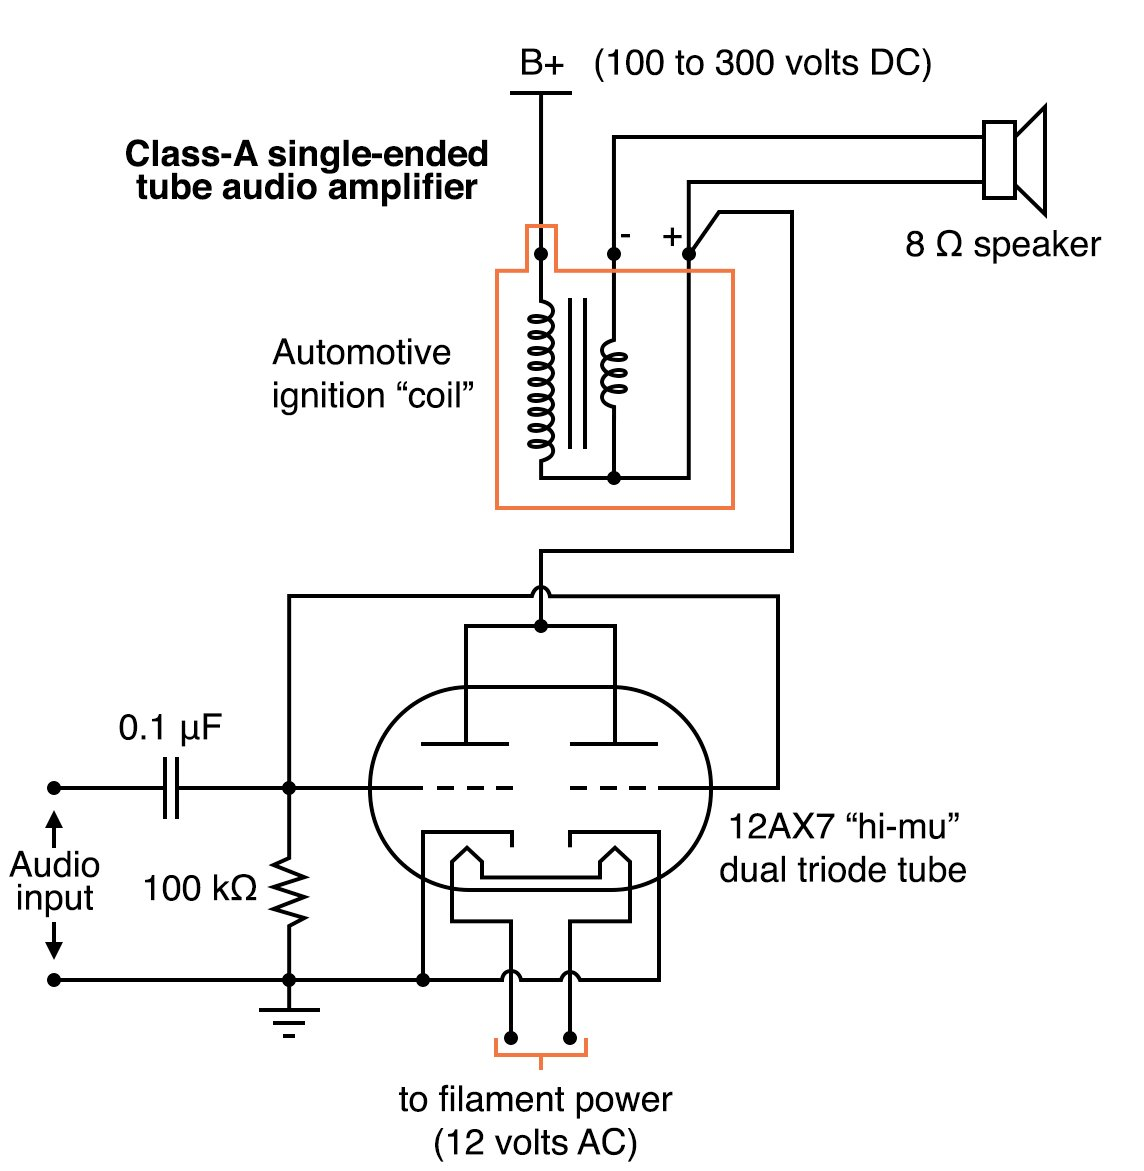 B+ (100 to 300 volts DC)
Class-A single-ended
tube audio amplifier
- +
8 Ω speaker
Automotive
ignition “coil”
0.1 µF
12AX7 “hi-mu”
dual triode tube
Audio
input
100 kΩ
to filament power
(12 volts AC)